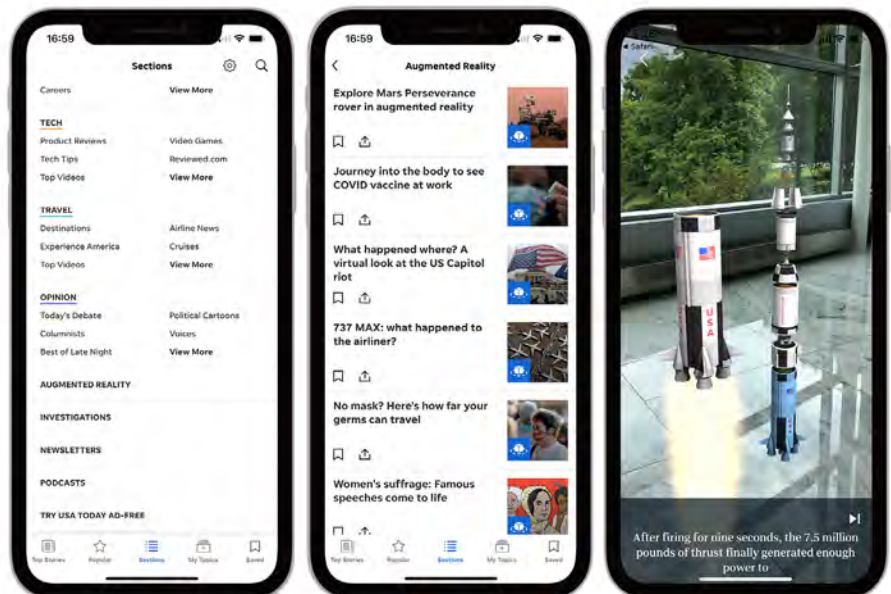 16:59
Sections
Careers
View More
TECH
Product Reviews
Video Games
Tech Tips
Reviewed.com
Top Videos
View More
TRAVEL
Destinations
Airline News
Experience America
Cruises
Top Videos
View More
OPINION
Today's Debate
Political Cartoons
Columnists
Voices
Best of Late Night
View More
AUGMENTED REALITY
INVESTIGATIONS
NEWSLETTERS
PODCASTS
TRY USA TODAY AD-FREE
Top Stories
Popular
Sections
My Topics
Saved
16:59
Augmented Reality
Explore Mars Perseverance
rover in augmented reality
Journey into the body to see
COVID vaccine at work
What happened where? A
virtual look at the US Capitol
riot
737 MAX: what happened to
the airliner?
No mask? Here's how far your
germs can travel
Women's suffrage: Famous
speeches come to life
Top Stories
Popular
Sections
My Topics
Saved
Safari
USA
After firing for nine seconds, the 7.5 million
pounds of thrust finally generated enough
power to